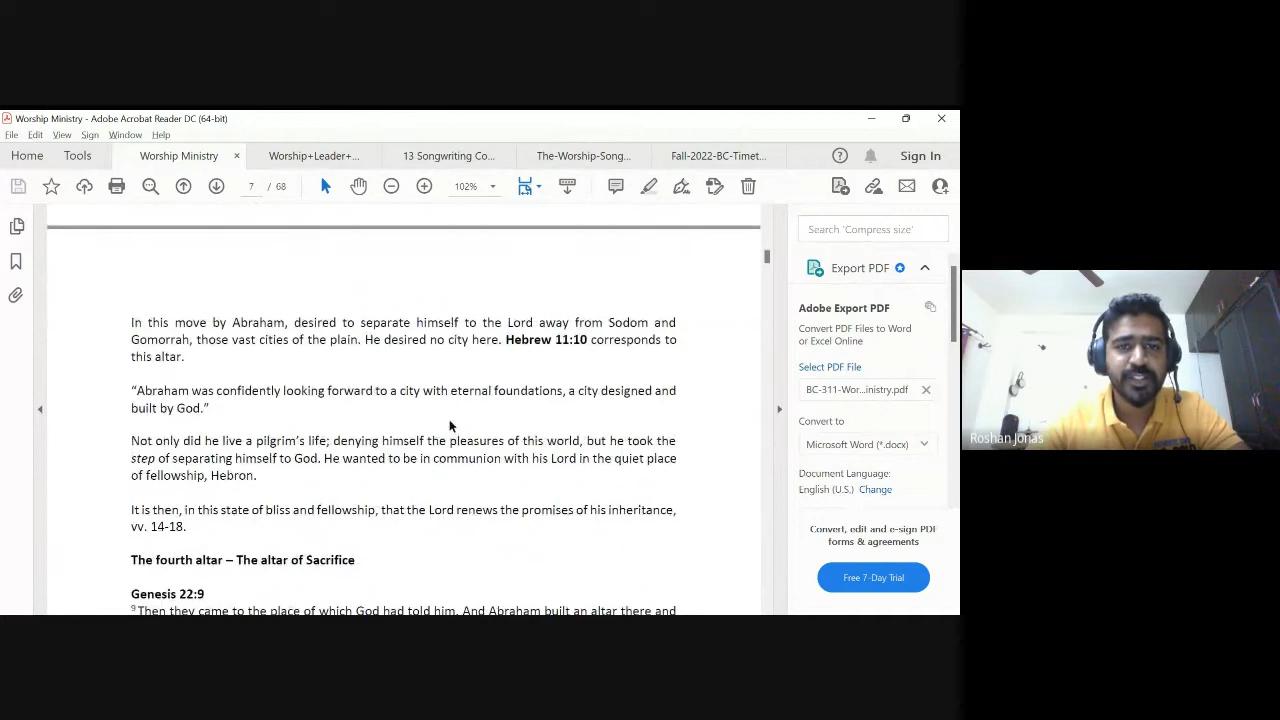 Worship Ministry - Adobe Acrobat Reader DC (64-bit)
File Edit View Sign Window Help
Home Tools Worship Ministry × Worship+Leader+... 13 Songwriting Co... The-Worship-Song... Fall-2022-BC-Timet... Sign In
7 / 68 102%
In this move by Abraham, desired to separate himself to the Lord away from Sodom and
Gomorrah, those vast cities of the plain. He desired no city here. Hebrew 11:10 corresponds to
this altar.
“Abraham was confidently looking forward to a city with eternal foundations, a city designed and
built by God.”
Not only did he live a pilgrim’s life; denying himself the pleasures of this world, but he took the
step of separating himself to God. He wanted to be in communion with his Lord in the quiet place
of fellowship, Hebron.
It is then, in this state of bliss and fellowship, that the Lord renews the promises of his inheritance,
vv. 14-18.
The fourth altar – The altar of Sacrifice
Genesis 22:9
9 Then they came to the place of which God had told him. And Abraham built an altar there and
Search 'Compress size'
Export PDF
Adobe Export PDF
Convert PDF Files to Word
or Excel Online
Select PDF File
BC-311-Wor...inistry.pdf ×
Convert to
Microsoft Word (*.docx)
Document Language:
English (U.S.) Change
Convert, edit and e-sign PDF
forms & agreements
Free 7-Day Trial
Roshan Jonas